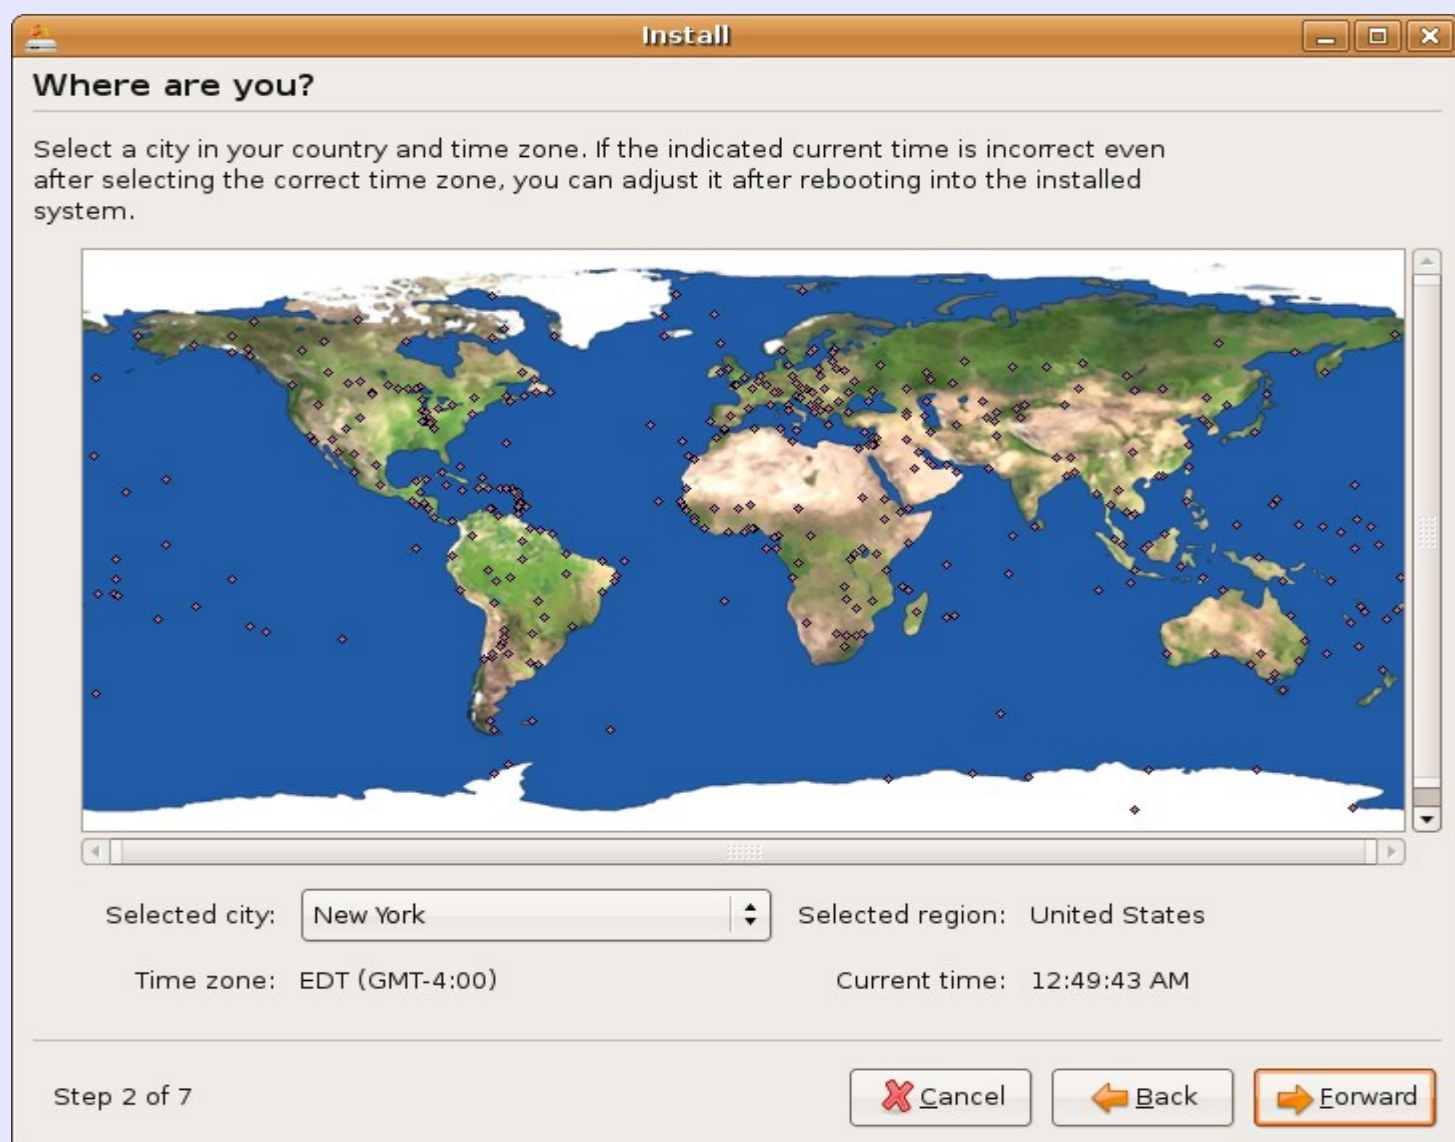 Install
Where are you?
Select a city in your country and time zone. If the indicated current time is incorrect even
after selecting the correct time zone, you can adjust it after rebooting into the installed
system.
Selected city: New York Selected region: United States
Time zone: EDT (GMT-4:00) Current time: 12:49:43 AM
Step 2 of 7 Cancel Back Forward